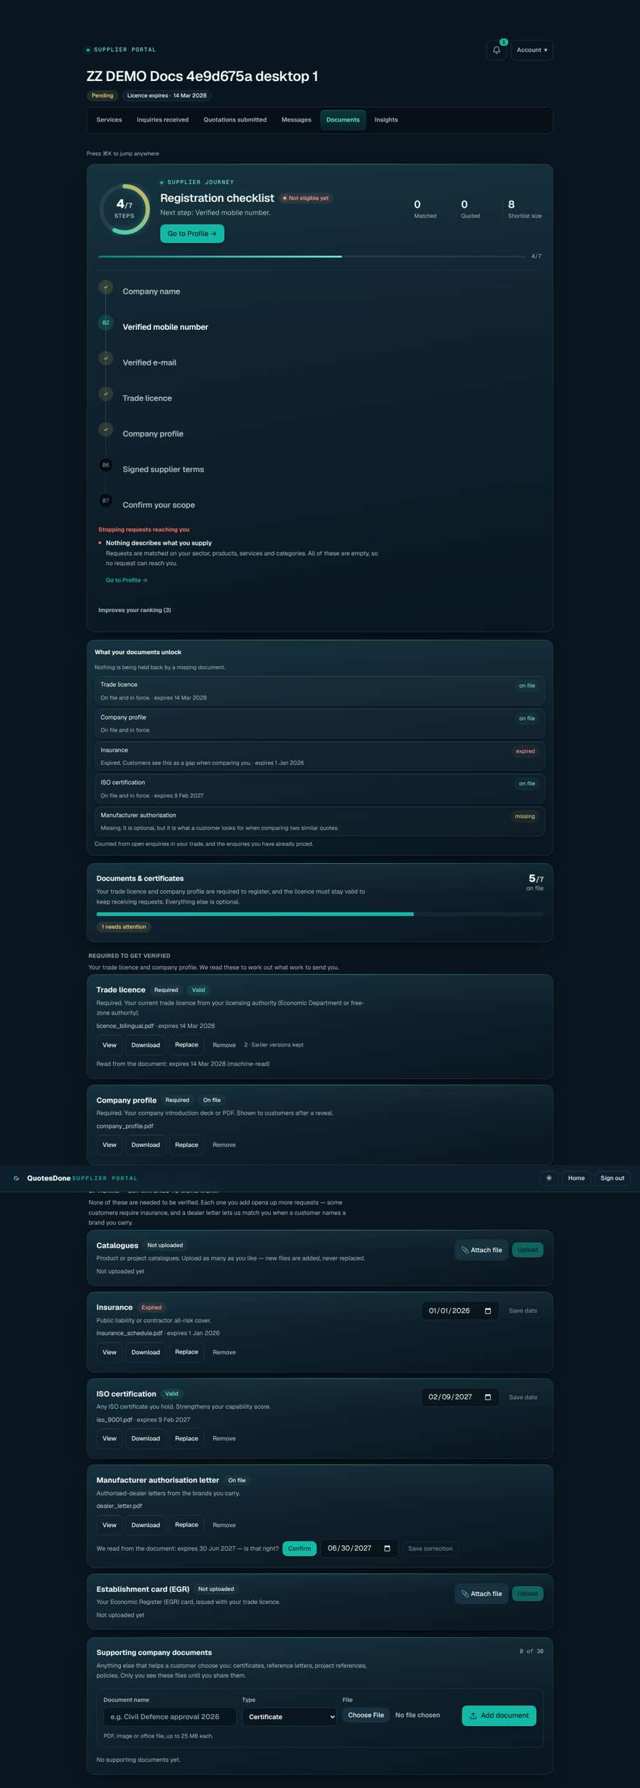 SUPPLIER PORTAL
Account ▾
ZZ DEMO Docs 4e9d675a desktop 1
Pending
Licence expires · 14 Mar 2028
Services
Inquiries received
Quotations submitted
Messages
Documents
Insights
Press ⌘K to jump anywhere
4/7
STEPS
SUPPLIER JOURNEY
Registration checklist
Not eligible yet
Next step: Verified mobile number.
Go to Profile →
0
Matched
0
Quoted
8
Shortlist size
4/7
✓
Company name
02
Verified mobile number
✓
Verified e-mail
✓
Trade licence
✓
Company profile
06
Signed supplier terms
07
Confirm your scope
Stopping requests reaching you
Nothing describes what you supply
Requests are matched on your sector, products, services and categories. All of these are empty, so
no request can reach you.
Go to Profile →
Improves your ranking (3)
What your documents unlock
Nothing is being held back by a missing document.
Trade licence
On file and in force. · expires 14 Mar 2028
on file
Company profile
On file and in force.
on file
Insurance
Expired. Customers see this as a gap when comparing you. · expires 1 Jan 2026
expired
ISO certification
On file and in force. · expires 9 Feb 2027
on file
Manufacturer authorisation
Missing. It is optional, but it is what a customer looks for when comparing two similar quotes.
missing
Counted from open enquiries in your trade, and the enquiries you have already priced.
Documents & certificates
Your trade licence and company profile are required to register, and the licence must stay valid to
keep receiving requests. Everything else is optional.
5/7
on file
1 needs attention
REQUIRED TO GET VERIFIED
Your trade licence and company profile. We read these to work out what work to send you.
Trade licence
Required
Valid
Required. Your current trade licence from your licensing authority (Economic Department or free-
zone authority).
licence_bilingual.pdf · expires 14 Mar 2028
View
Download
Replace
Remove
2 · Earlier versions kept
Read from the document: expires 14 Mar 2028 (machine-read)
Company profile
Required
On file
Required. Your company introduction deck or PDF. Shown to customers after a reveal.
company_profile.pdf
View
Download
Replace
Remove
QuotesDone
SUPPLIER PORTAL
Home
Sign out
None of these are needed to be verified. Each one you add opens up more requests — some
customers require insurance, and a dealer letter lets us match you when a customer names a
brand you carry.
Catalogues
Not uploaded
Product or project catalogues. Upload as many as you like — new files are added, never replaced.
Not uploaded yet
Attach file
Upload
Insurance
Expired
Public liability or contractor all-risk cover.
insurance_schedule.pdf · expires 1 Jan 2026
01/01/2026
Save date
View
Download
Replace
Remove
ISO certification
Valid
Any ISO certificate you hold. Strengthens your capability score.
iso_9001.pdf · expires 9 Feb 2027
02/09/2027
Save date
View
Download
Replace
Remove
Manufacturer authorisation letter
On file
Authorised-dealer letters from the brands you carry.
dealer_letter.pdf
View
Download
Replace
Remove
We read from the document: expires 30 Jun 2027 — is that right?
Confirm
06/30/2027
Save correction
Establishment card (EGR)
Not uploaded
Your Economic Register (EGR) card, issued with your trade licence.
Not uploaded yet
Attach file
Upload
Supporting company documents
0 of 30
Anything else that helps a customer choose you: certificates, reference letters, project references,
policies. Only you see these files until you share them.
Document name
Type
File
e.g. Civil Defence approval 2026
Certificate
Choose File
No file chosen
Add document
PDF, image or office file, up to 25 MB each.
No supporting documents yet.